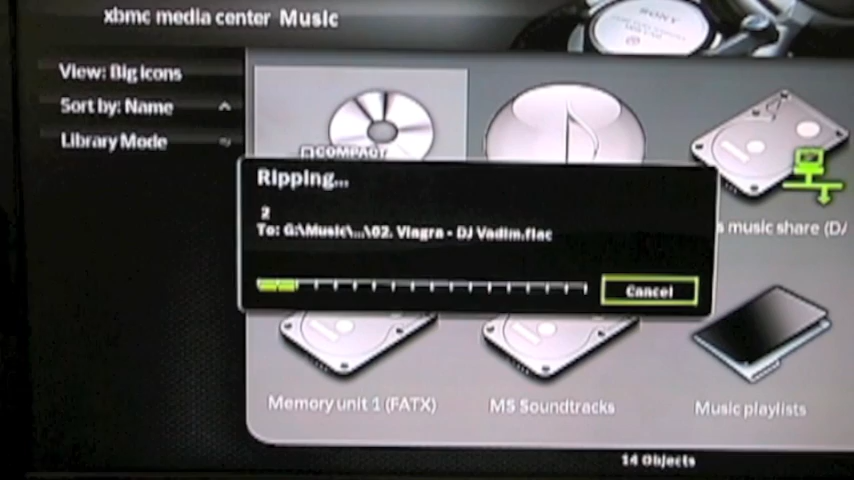 xbmc media center Music
SONY
View: Big Icons
Sort by: Name
Library Mode
COMPACT
Ripping...
2
To: G:\Music\...\02. Viagra - DJ Vadim.flac
s music share (D/
Cancel
Memory unit 1 (FATX)
MS Soundtracks
Music playlists
14 Objects